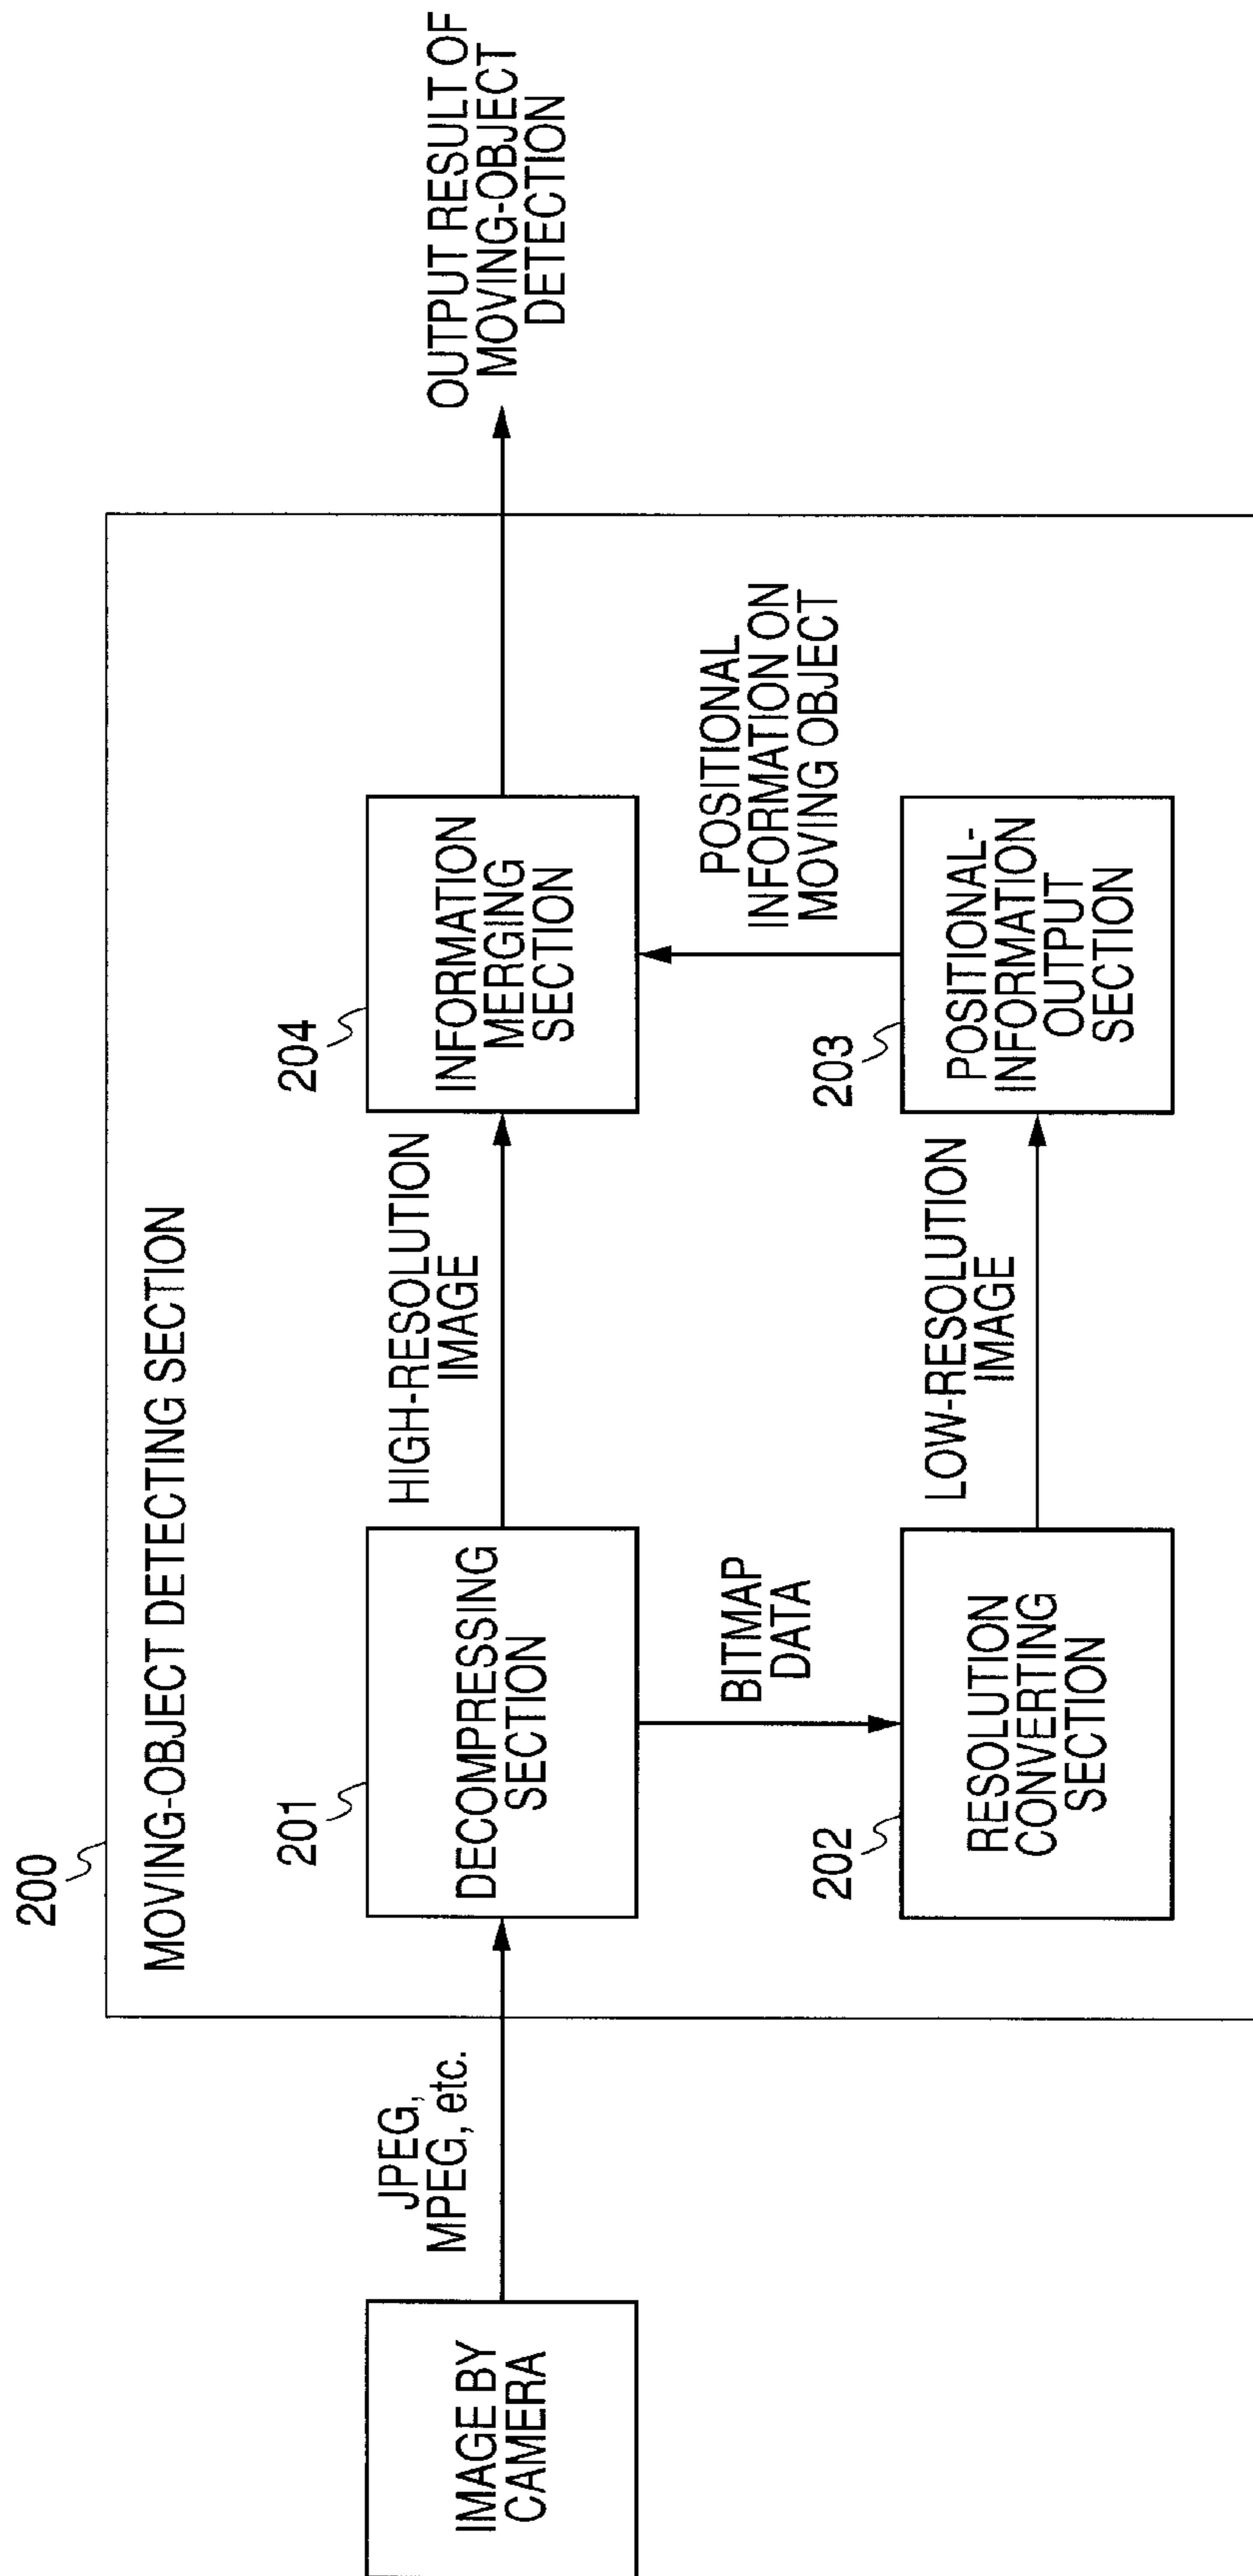 200
MOVING-OBJECT DETECTING SECTION
IMAGE BY
CAMERA
JPEG,
MPEG, etc.
201
DECOMPRESSING
SECTION
HIGH-RESOLUTION
IMAGE
204
INFORMATION
MERGING
SECTION
OUTPUT RESULT OF
MOVING-OBJECT
DETECTION
BITMAP
DATA
POSITIONAL
INFORMATION ON
MOVING OBJECT
202
RESOLUTION
CONVERTING
SECTION
LOW-RESOLUTION
IMAGE
203
POSITIONAL-
INFORMATION
OUTPUT
SECTION